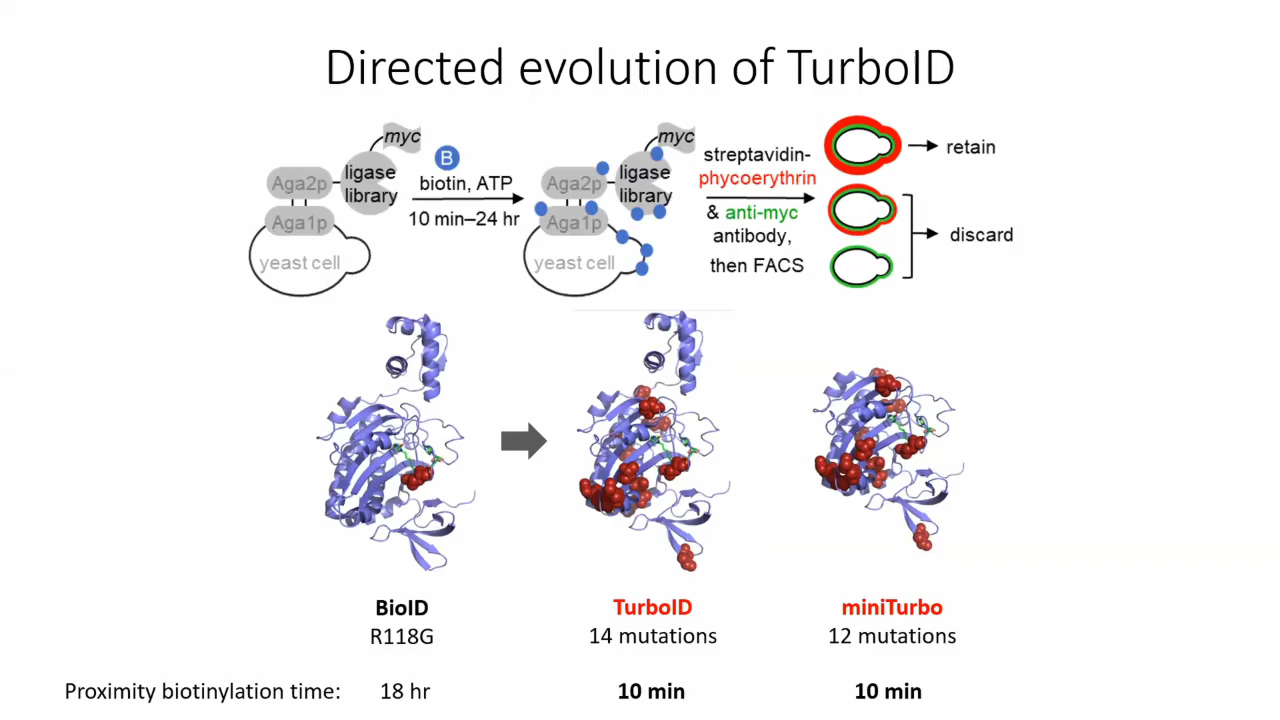 Directed evolution of TurboID
myc
ligase
library
Aga2p
Aga1p
yeast cell
B
biotin, ATP
10 min–24 hr
myc
ligase
library
Aga2p
Aga1p
yeast cell
streptavidin-
phycoerythrin
& anti-myc
antibody,
then FACS
retain
discard
BioID
R118G
TurboID
14 mutations
miniTurbo
12 mutations
Proximity biotinylation time: 18 hr 10 min 10 min